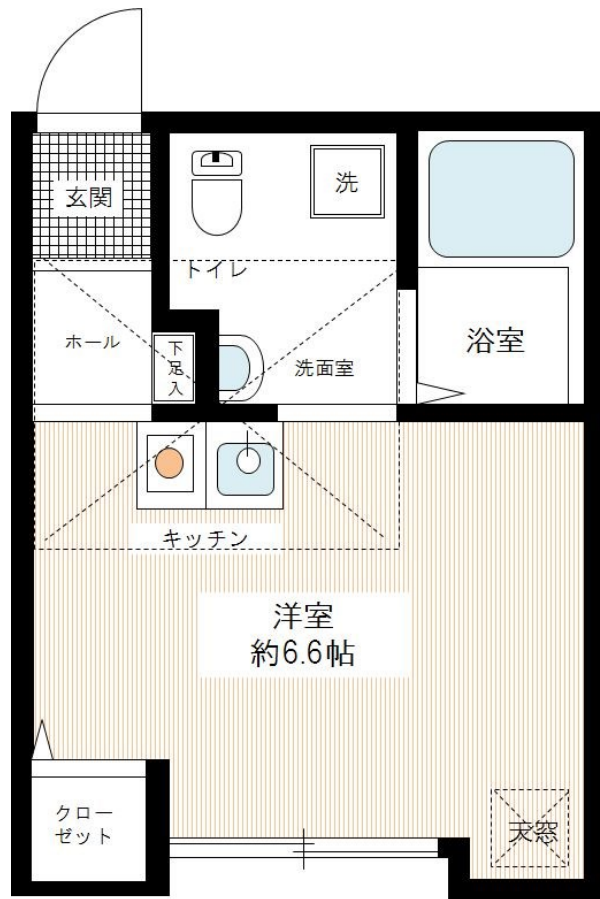 玄関
洗
トイレ
ホール
下足入
洗面室
浴室
キッチン
洋室
約6.6帖
クロー
ゼット
天窓